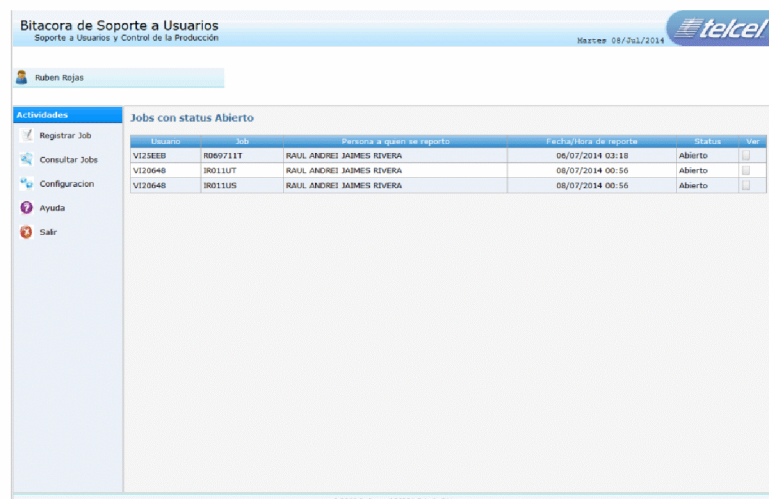 Bitacora de Soporte a Usuarios
Soporte a Usuarios y Control de la Producción
Martes 08/Jul/2014
telcel
Ruben Rojas
Actividades
Registrar Job
Consultar Jobs
Configuracion
Ayuda
Salir
Jobs con status Abierto
Usuario Job Persona a quien se reporto Fecha/Hora de reporte Status Ver
VI25EEB R069711T RAUL ANDREI JAIMES RIVERA 06/07/2014 03:18 Abierto
VI20648 IR011UT RAUL ANDREI JAIMES RIVERA 08/07/2014 00:56 Abierto
VI20648 IR011US RAUL ANDREI JAIMES RIVERA 08/07/2014 00:56 Abierto